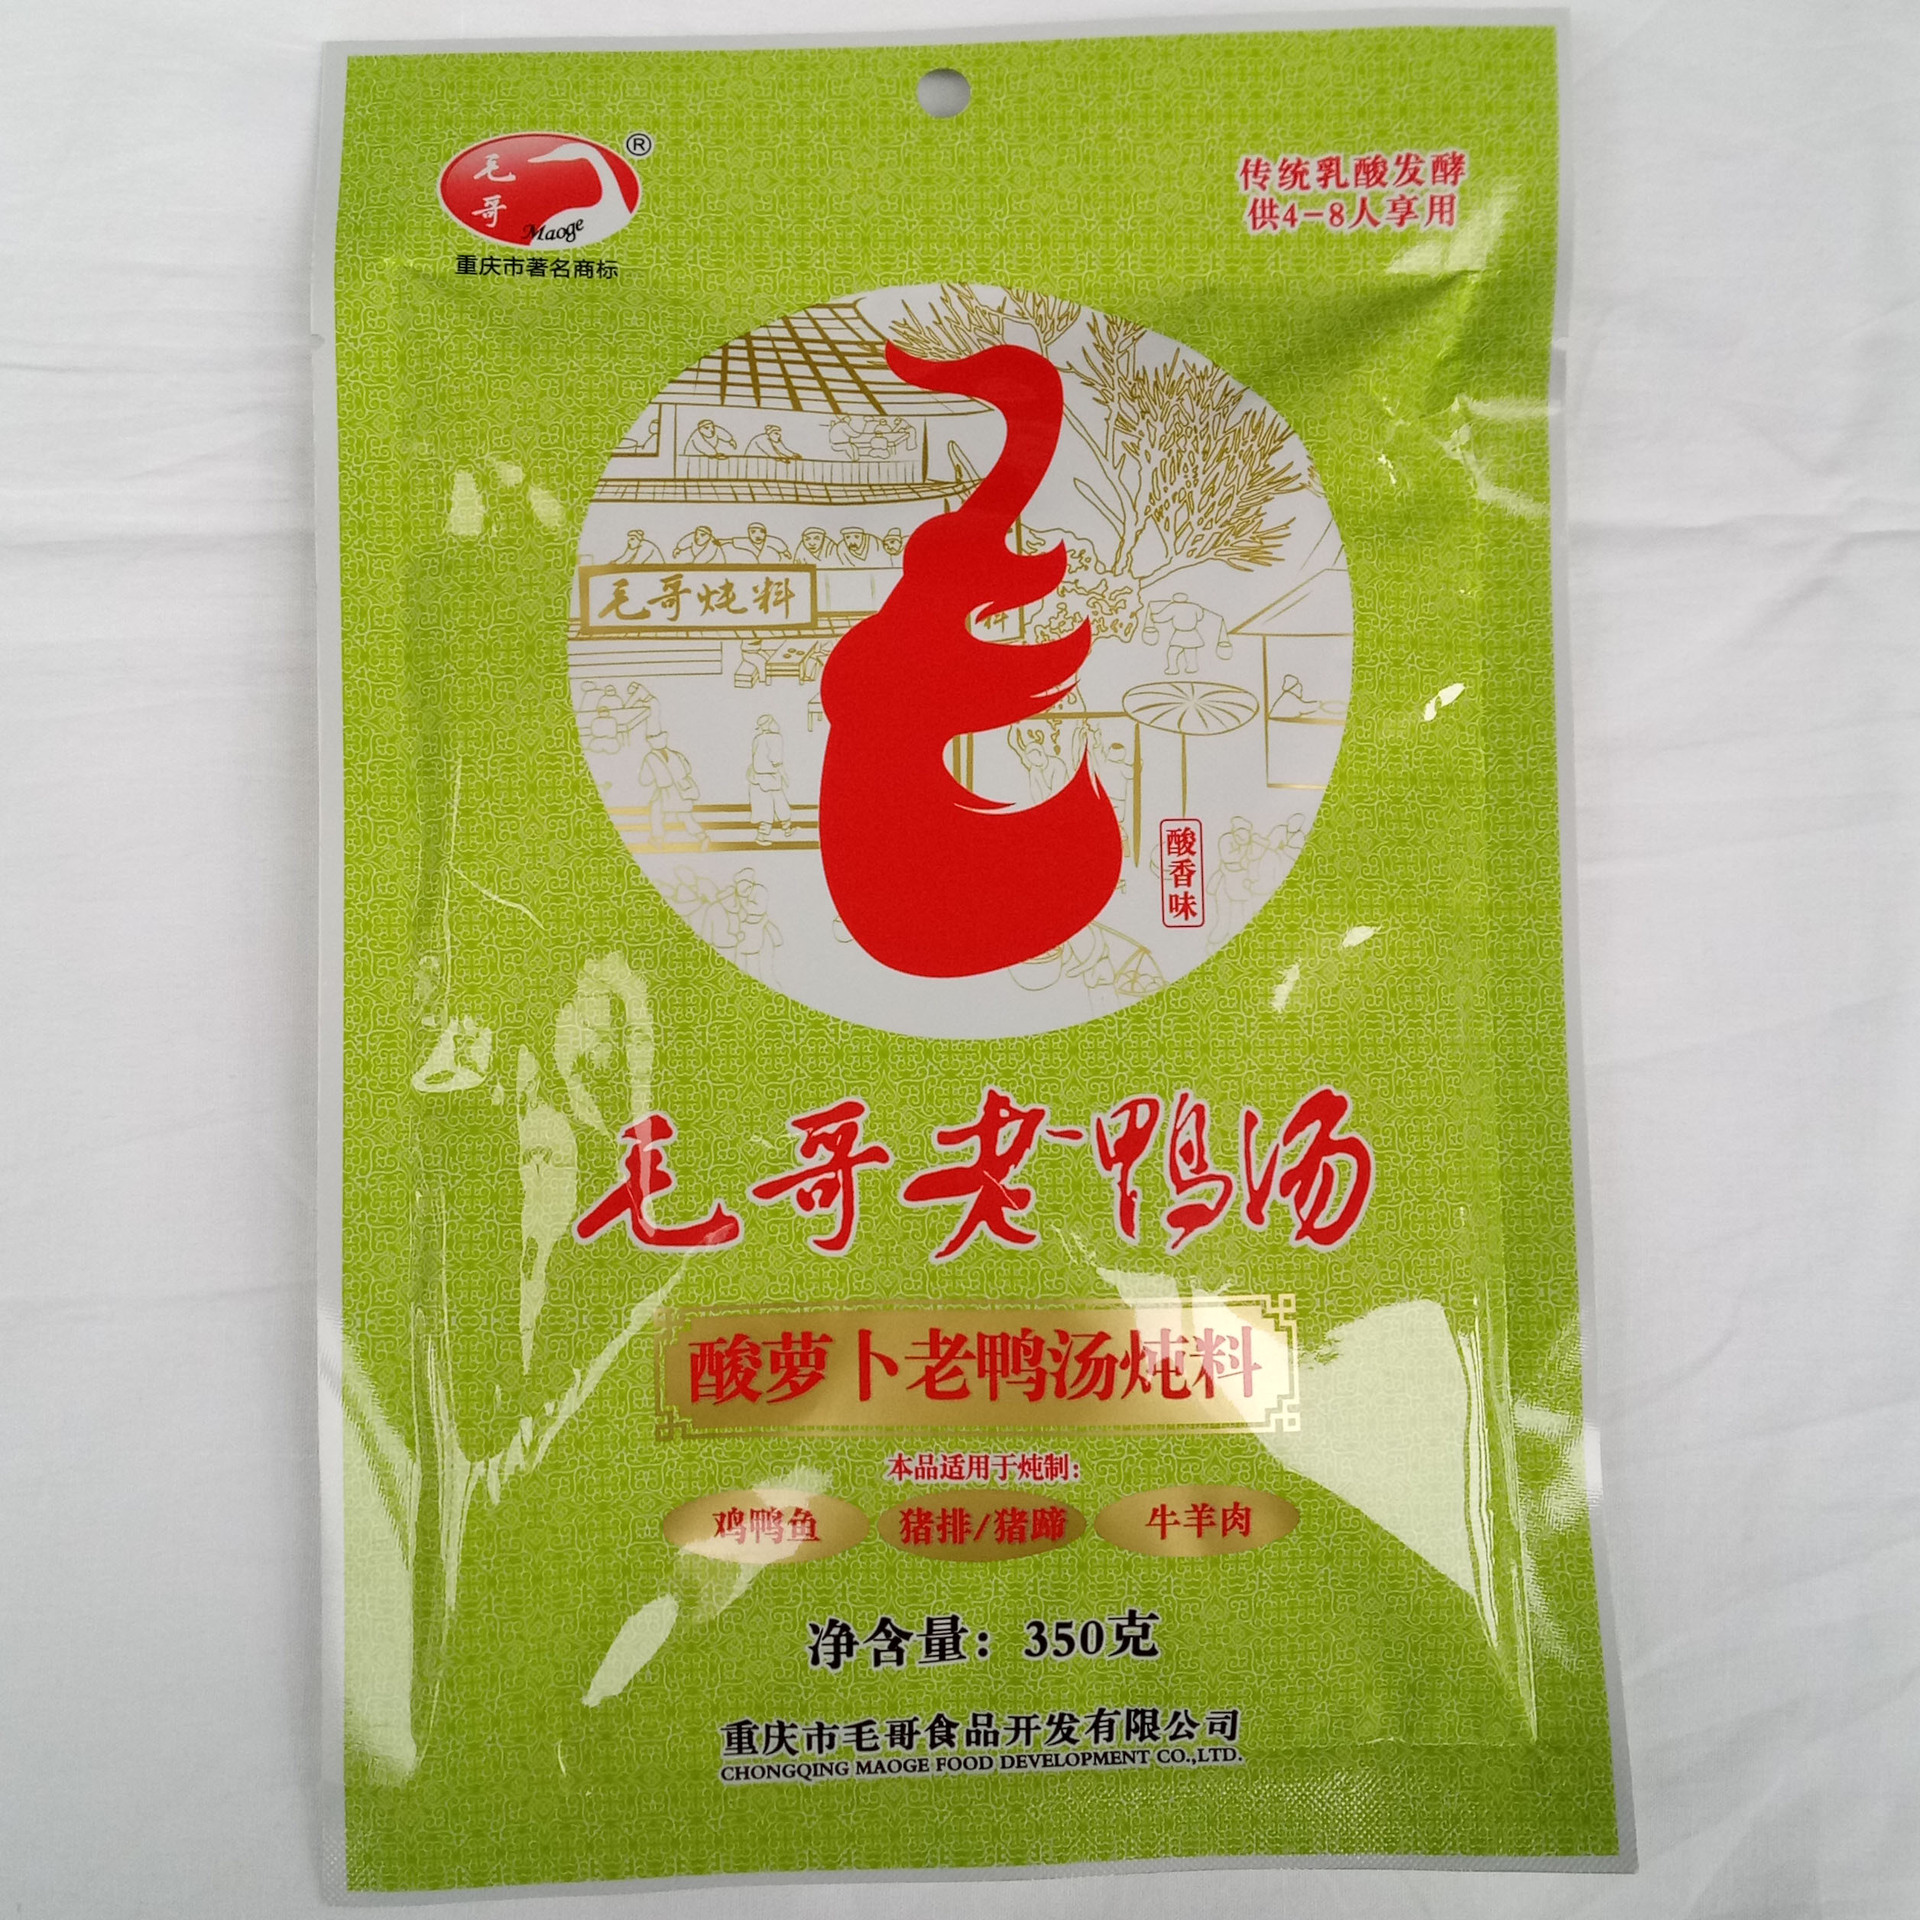 毛哥
Maoge
®
重庆市著名商标
传统乳酸发酵
供4-8人享用
毛哥炖料
料
酸香味
毛哥老鸭汤
酸萝卜老鸭汤炖料
本品适用于炖制:
鸡鸭鱼 猪排/猪蹄 牛羊肉
净含量: 350克
重庆市毛哥食品开发有限公司
CHONGQING MAOGE FOOD DEVELOPMENT CO.,LTD.